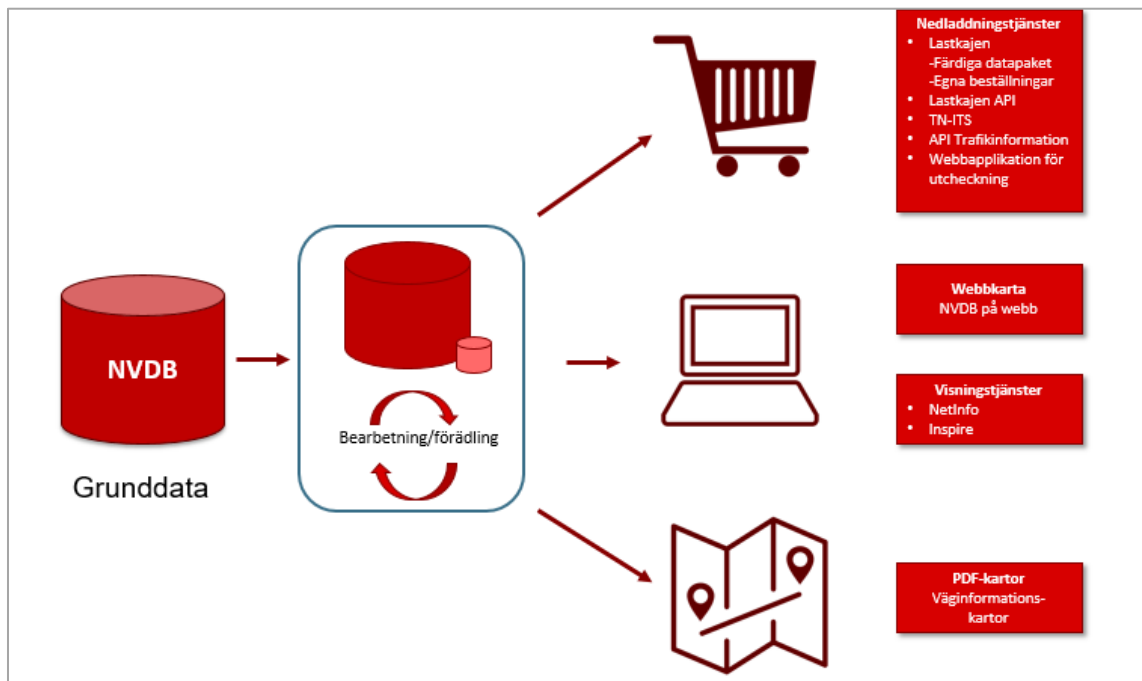 NVDB
Grunddata
Bearbetning/förädling
Nedladdningstjänster
• Lastkajen
-Färdiga datapaket
-Egna beställningar
• Lastkajen API
• TN-ITS
• API Trafikinformation
• Webbapplikation för
utcheckning
Webbkarta
NVDB på webb
Visningstjänster
• NetInfo
• Inspire
PDF-kartor
Väginformations-
kartor